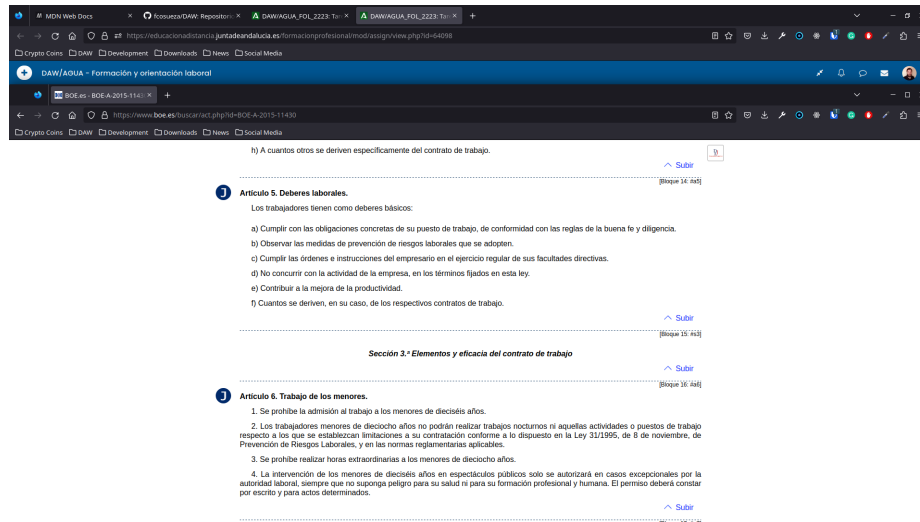 MDN Web Docs
fcosueza/DAW: Repositorio
DAW/AGUA_FOL_2223: Tar
DAW/AGUA_FOL_2223: Tar
https://educacionadistancia.juntadeandalucia.es/formacionprofesional/mod/assign/view.php?id=64098
Crypto Coins DAW Development Downloads News Social Media
DAW/AGUA - Formación y orientación laboral
BOE.es - BOE-A-2015-1143
https://www.boe.es/buscar/act.php?id=BOE-A-2015-11430
Crypto Coins DAW Development Downloads News Social Media
h) A cuantos otros se deriven específicamente del contrato de trabajo.
Subir
[Bloque 14: #a5]
Artículo 5. Deberes laborales.
Los trabajadores tienen como deberes básicos:
a) Cumplir con las obligaciones concretas de su puesto de trabajo, de conformidad con las reglas de la buena fe y diligencia.
b) Observar las medidas de prevención de riesgos laborales que se adopten.
c) Cumplir las órdenes e instrucciones del empresario en el ejercicio regular de sus facultades directivas.
d) No concurrir con la actividad de la empresa, en los términos fijados en esta ley.
e) Contribuir a la mejora de la productividad.
f) Cuantos se deriven, en su caso, de los respectivos contratos de trabajo.
Subir
[Bloque 15: #s3]
Sección 3.ª Elementos y eficacia del contrato de trabajo
Subir
[Bloque 16: #a6]
Artículo 6. Trabajo de los menores.
1. Se prohíbe la admisión al trabajo a los menores de dieciséis años.
2. Los trabajadores menores de dieciocho años no podrán realizar trabajos nocturnos ni aquellas actividades o puestos de trabajo
respecto a los que se establezcan limitaciones a su contratación conforme a lo dispuesto en la Ley 31/1995, de 8 de noviembre, de
Prevención de Riesgos Laborales, y en las normas reglamentarias aplicables.
3. Se prohíbe realizar horas extraordinarias a los menores de dieciocho años.
4. La intervención de los menores de dieciséis años en espectáculos públicos solo se autorizará en casos excepcionales por la
autoridad laboral, siempre que no suponga peligro para su salud ni para su formación profesional y humana. El permiso deberá constar
por escrito y para actos determinados.
Subir